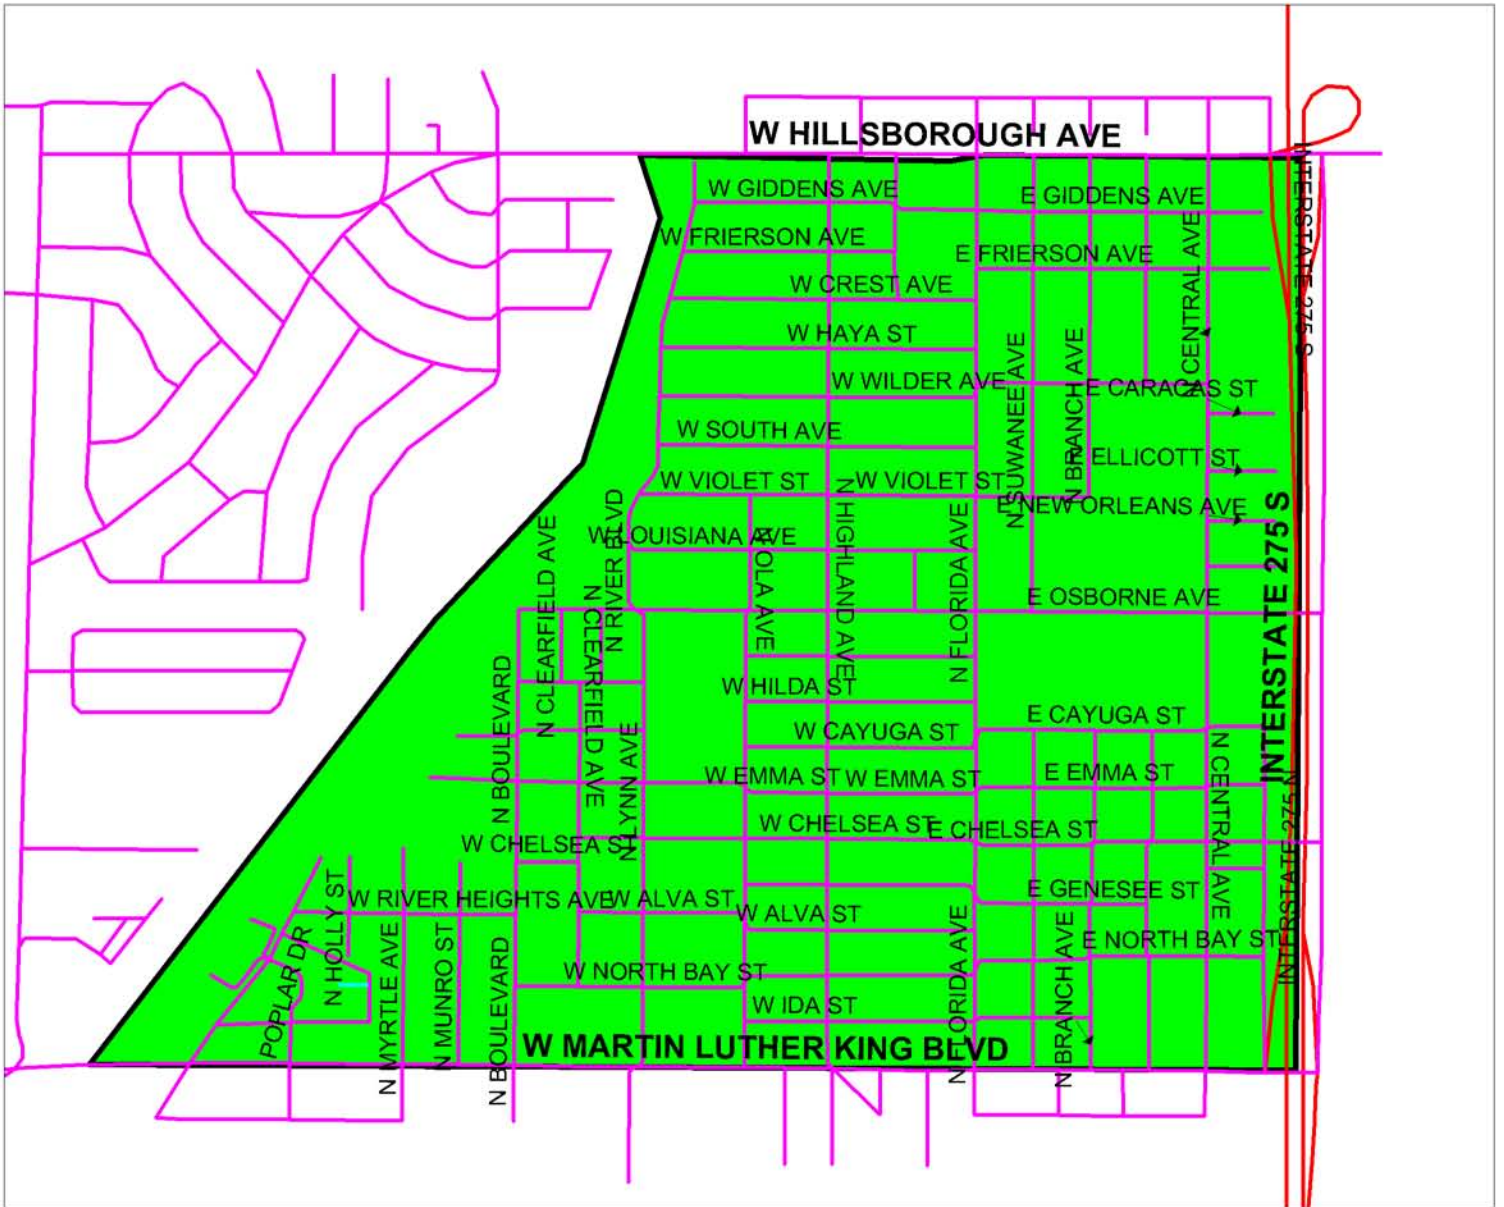 W HILLSBOROUGH AVE
W GIDDENS AVE
E GIDDENS AVE
W FRIERSON AVE
E FRIERSON AVE
W CREST AVE
N CENTRAL AVE
INTERSTATE 275 S
W HAYA ST
W WILDER AVE
E CARACAS ST
N SUWANEE AVE
N BRANCH AVE
W SOUTH AVE
E ELLICOTT ST
W VIOLET ST
W VIOLET ST
E NEW ORLEANS AVE
W LOUISIANA AVE
N CLEARFIELD AVE
N RIVER BLVD
N OLA AVE
N HIGHLAND AVE
N FLORIDA AVE
INTERSTATE 275 S
N CLEARFIELD AVE
E OSBORNE AVE
N BOULEVARD
W HILDA ST
E CAYUGA ST
W CAYUGA ST
N LYNN AVE
N CENTRAL AVE
W EMMA ST
W EMMA ST
E EMMA ST
INTERSTATE 275 N
W CHELSEA ST
E CHELSEA ST
W CHELSEA ST
W RIVER HEIGHTS AVE
W ALVA ST
E GENESEE ST
W ALVA ST
N HOLLY ST
POPLAR DR
N MYRTLE AVE
N MUNRO ST
N BOULEVARD
N FLORIDA AVE
N BRANCH AVE
E NORTH BAY ST
W NORTH BAY ST
W IDA ST
W MARTIN LUTHER KING BLVD